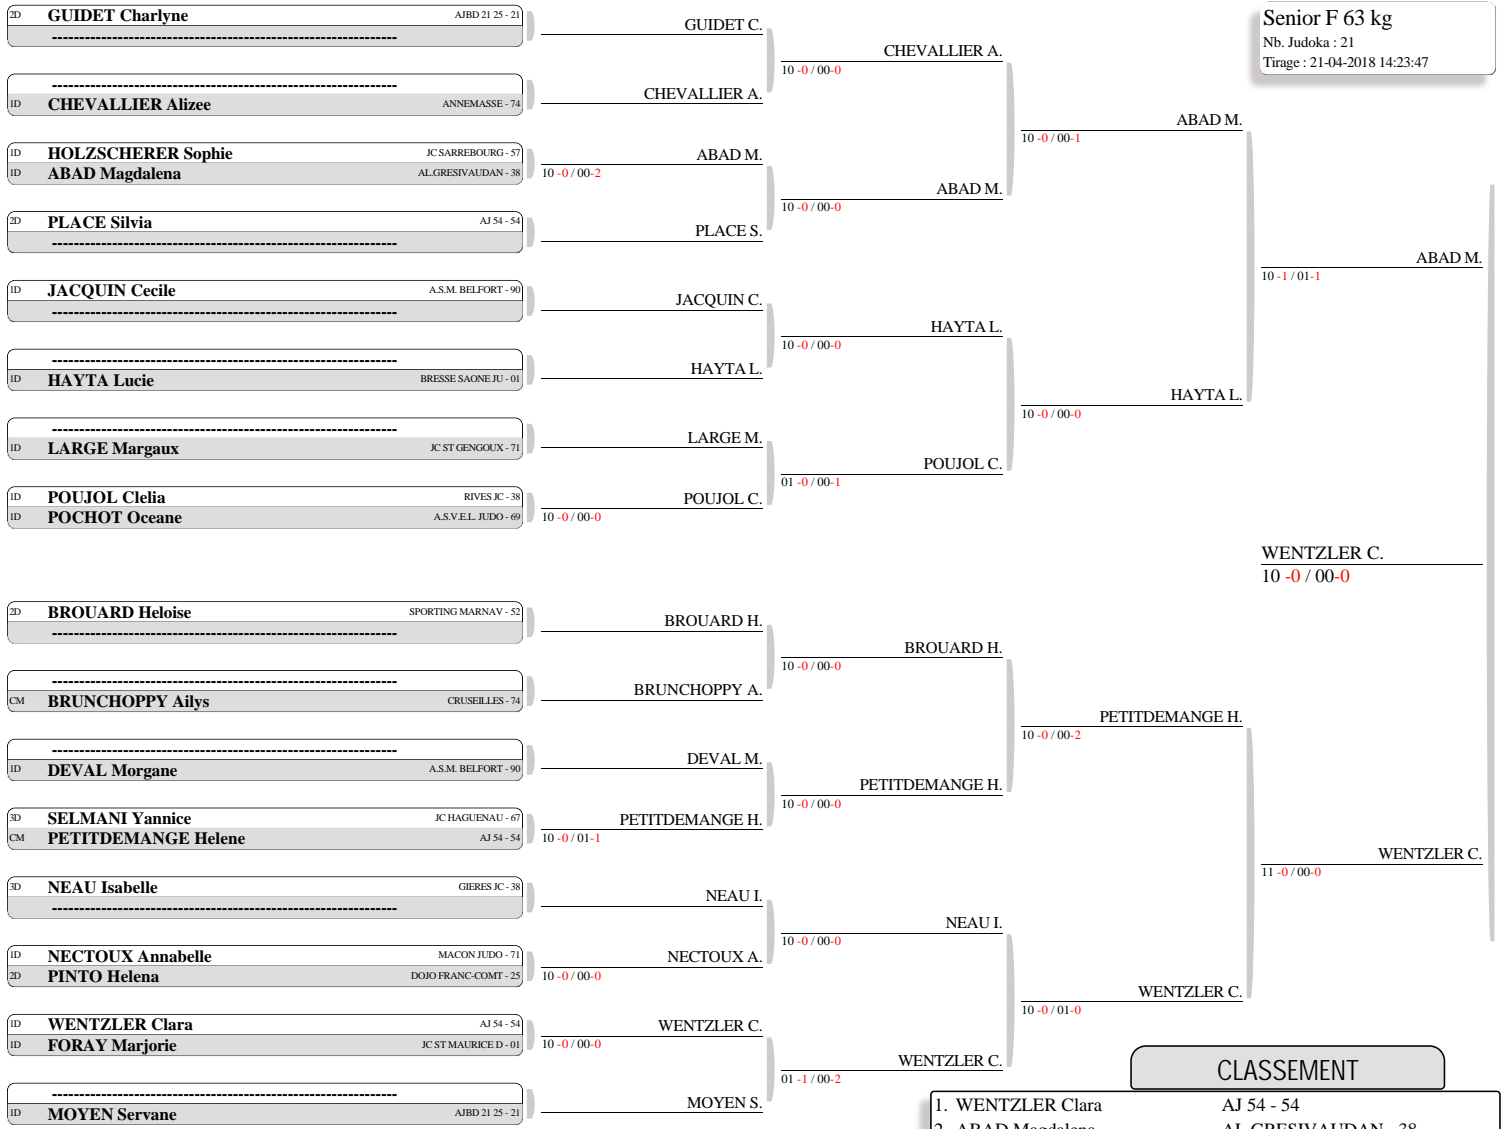 Senior F 63 kg
Nb. Judoka : 21
Tirage : 21-04-2018 14:23:47
2D GUIDET Charlyne AJBD 21 25 - 21
----------------------------------------------------------------
----------------------------------------------------------------
1D CHEVALLIER Alizee ANNEMASSE - 74
1D HOLZSCHERER Sophie JC SARREBOURG - 57
1D ABAD Magdalena AL.GRESIVAUDAN - 38
2D PLACE Silvia AJ 54 - 54
----------------------------------------------------------------
1D JACQUIN Cecile A.S.M. BELFORT - 90
----------------------------------------------------------------
----------------------------------------------------------------
1D HAYTA Lucie BRESSE SAONE JU - 01
----------------------------------------------------------------
1D LARGE Margaux JC ST GENGOUX - 71
1D POUJOL Clelia RIVES JC - 38
1D POCHOT Oceane A.S.V.E.L. JUDO - 69
2D BROUARD Heloise SPORTING MARNAV - 52
----------------------------------------------------------------
----------------------------------------------------------------
CM BRUNCHOPPY Ailys CRUSEILLES - 74
----------------------------------------------------------------
1D DEVAL Morgane A.S.M. BELFORT - 90
3D SELMANI Yannice JC HAGUENAU - 67
CM PETITDEMANGE Helene AJ 54 - 54
3D NEAU Isabelle GIERES JC - 38
----------------------------------------------------------------
1D NECTOUX Annabelle MACON JUDO - 71
2D PINTO Helena DOJO FRANC-COMT - 25
1D WENTZLER Clara AJ 54 - 54
1D FORAY Marjorie JC ST MAURICE D - 01
----------------------------------------------------------------
1D MOYEN Servane AJBD 21 25 - 21
GUIDET C.
CHEVALLIER A.
ABAD M.
10 -0 / 00-2
PLACE S.
JACQUIN C.
HAYTA L.
LARGE M.
POUJOL C.
10 -0 / 00-0
BROUARD H.
BRUNCHOPPY A.
DEVAL M.
PETITDEMANGE H.
10 -0 / 01-1
NEAU I.
NECTOUX A.
10 -0 / 00-0
WENTZLER C.
10 -0 / 00-0
MOYEN S.
CHEVALLIER A.
10 -0 / 00-0
ABAD M.
10 -0 / 00-0
HAYTA L.
10 -0 / 00-0
POUJOL C.
01 -0 / 00-1
BROUARD H.
10 -0 / 00-0
PETITDEMANGE H.
10 -0 / 00-0
NEAU I.
10 -0 / 00-0
WENTZLER C.
01 -1 / 00-2
ABAD M.
10 -0 / 00-1
HAYTA L.
10 -0 / 00-0
PETITDEMANGE H.
10 -0 / 00-2
WENTZLER C.
10 -0 / 01-0
ABAD M.
10 -1 / 01-1
WENTZLER C.
11 -0 / 00-0
WENTZLER C.
10 -0 / 00-0
CLASSEMENT
1. WENTZLER Clara AJ 54 - 54
2. ABAD Magdalena AL.GRESIVAUDAN - 38